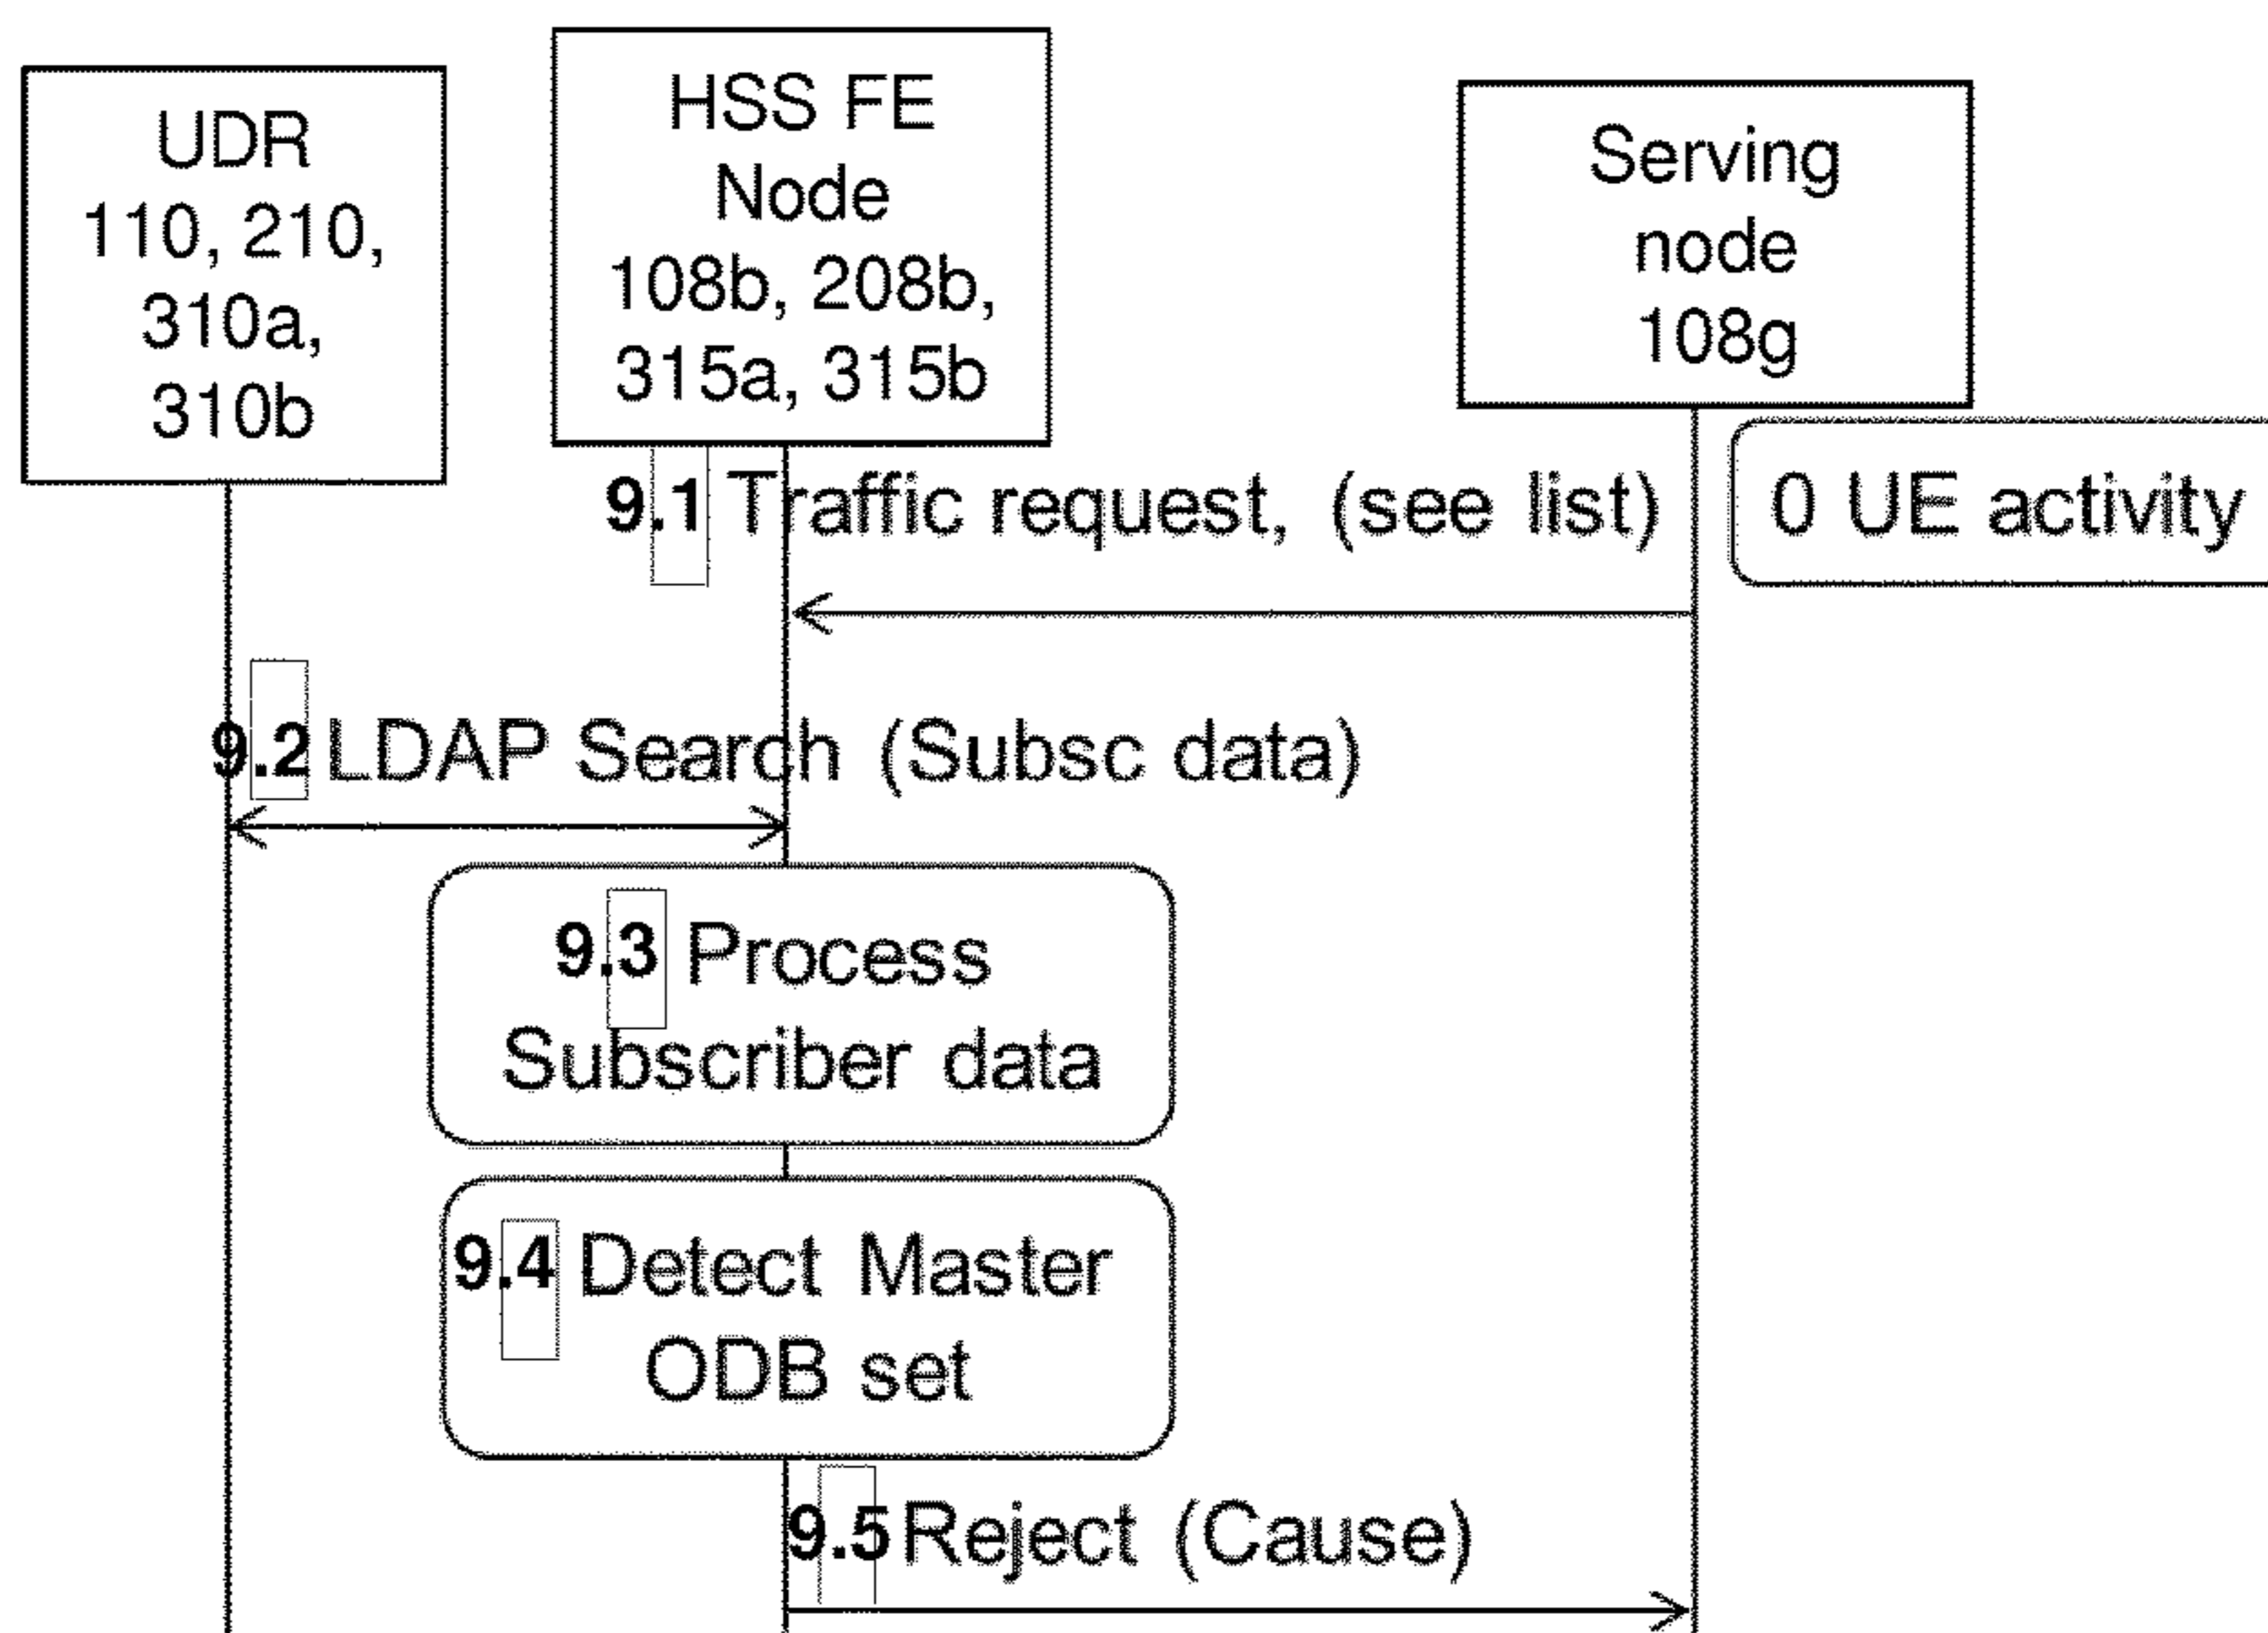 UDR
110, 210,
310a,
310b
HSS FE
Node
108b, 208b,
315a, 315b
Serving
node
108g
9.1 Traffic request, (see list)
0 UE activity
9.2 LDAP Search (Subsc data)
9.3 Process
Subscriber data
9.4 Detect Master
ODB set
9.5 Reject (Cause)